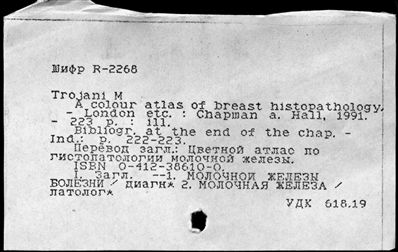 Шифр R-2268
Trojani M
A colour atlas of breast histopathology.
- London etc. : Chapman a. Hall, 1991.
- 223 p. : ill.
Bibliogr. at the end of the chap. -
Ind.: p. 222-223.
Перевод загл.: Цветной атлас по
гистопатологии молочной железы.
ISBN 0-412-38610-0.
1. Загл. --1. МОЛОЧНОЙ ЖЕЛЕЗЫ
БОЛЕЗНИ / диагн* 2. МОЛОЧНАЯ ЖЕЛЕЗА /
патолог*
УДК 618.19